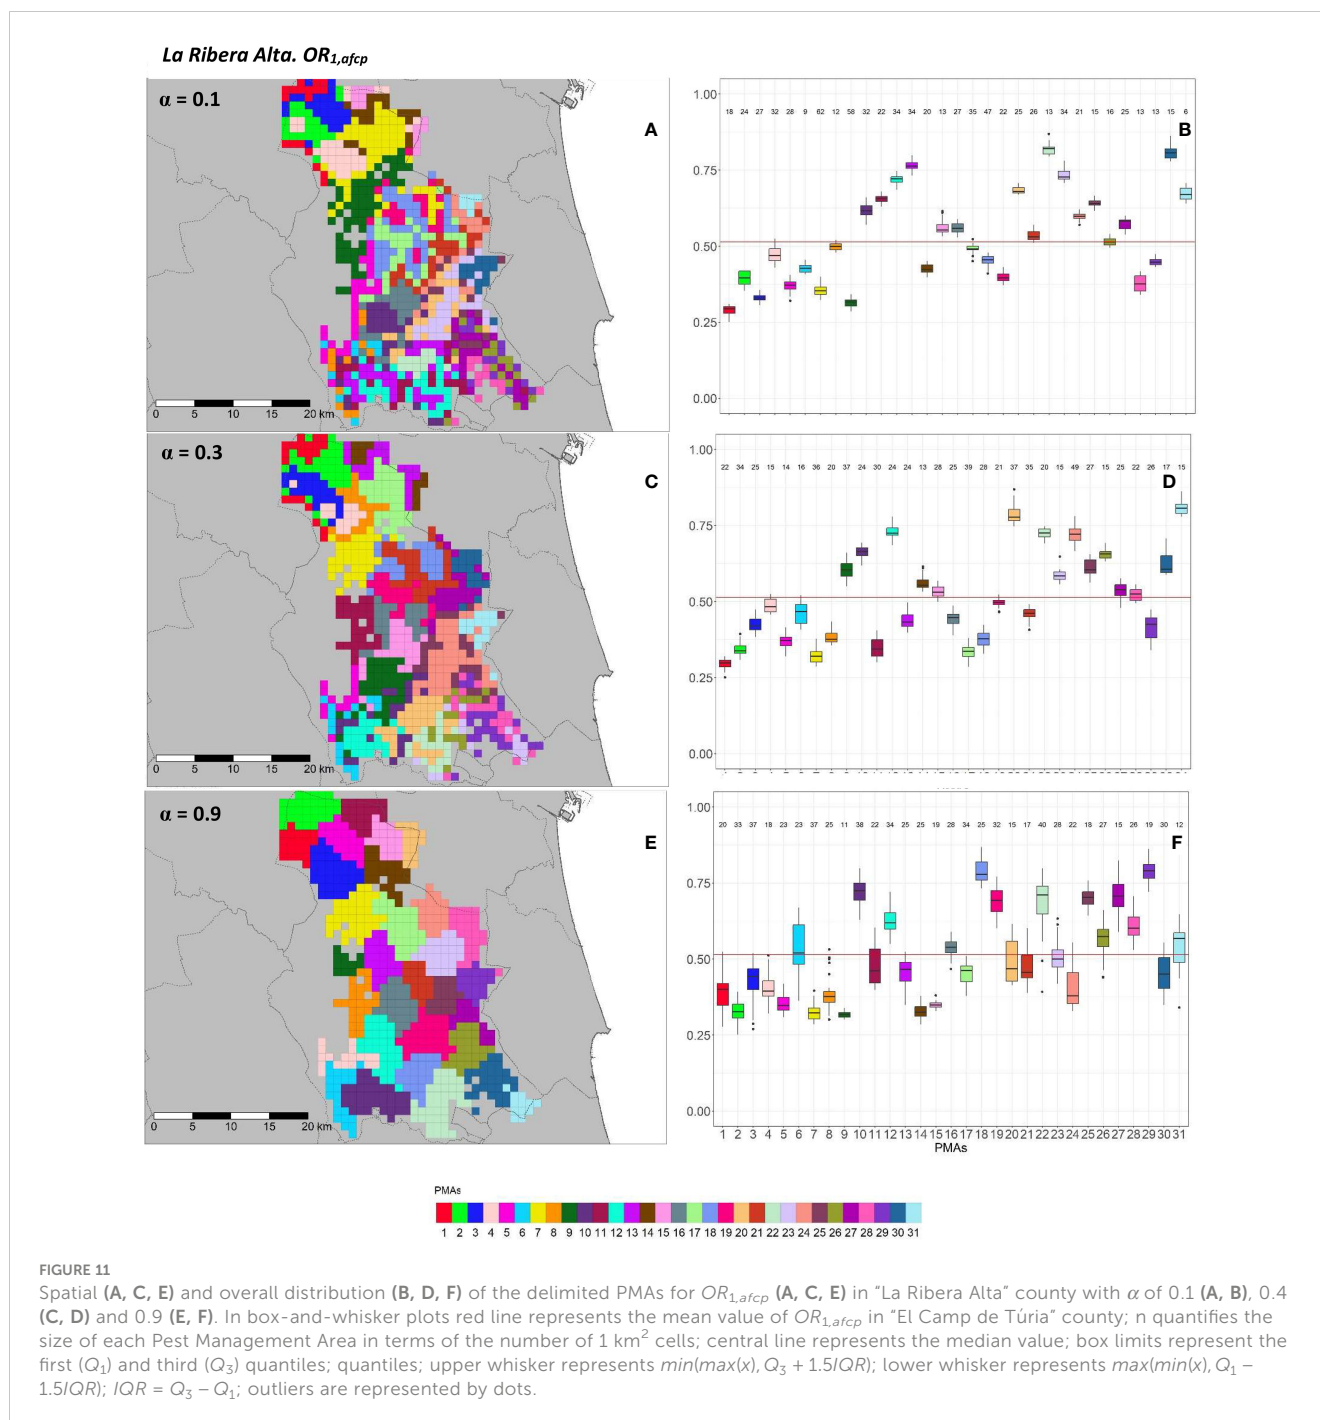 La Ribera Alta. OR1,afcp
α = 0.1
A
0 5 10 15 20 km
B
1.00
18 24 27 32 28 9 62 12 58 32 22 34 34 20 13 27 35 47 22 25 26 13 34 21 15 16 25 13 13 15 6
0.75
0.50
0.25
0.00
α = 0.3
C
0 5 10 15 20 km
D
1.00
22 34 25 15 14 16 36 20 37 24 30 24 24 13 28 25 39 28 21 37 35 20 15 49 27 15 25 22 26 17 15
0.75
0.50
0.25
0.00
α = 0.9
E
0 5 10 15 20 km
F
1.00
20 33 37 18 23 23 37 25 11 38 22 34 25 25 19 28 34 25 32 15 17 40 28 22 18 27 15 26 19 30 12
0.75
0.50
0.25
0.00
1 2 3 4 5 6 7 8 9 10 11 12 13 14 15 16 17 18 19 20 21 22 23 24 25 26 27 28 29 30 31
PMAs
PMAs
1 2 3 4 5 6 7 8 9 10 11 12 13 14 15 16 17 18 19 20 21 22 23 24 25 26 27 28 29 30 31
FIGURE 11
Spatial (A, C, E) and overall distribution (B, D, F) of the delimited PMAs for OR1,afcp (A, C, E) in "La Ribera Alta" county with α of 0.1 (A, B), 0.4
(C, D) and 0.9 (E, F). In box-and-whisker plots red line represents the mean value of OR1,afcp in "El Camp de Túria" county; n quantifies the
size of each Pest Management Area in terms of the number of 1 km2 cells; central line represents the median value; box limits represent the
first (Q1) and third (Q3) quantiles; quantiles; upper whisker represents min(max(x), Q3 + 1.5IQR); lower whisker represents max(min(x), Q1 −
1.5IQR); IQR = Q3 − Q1; outliers are represented by dots.